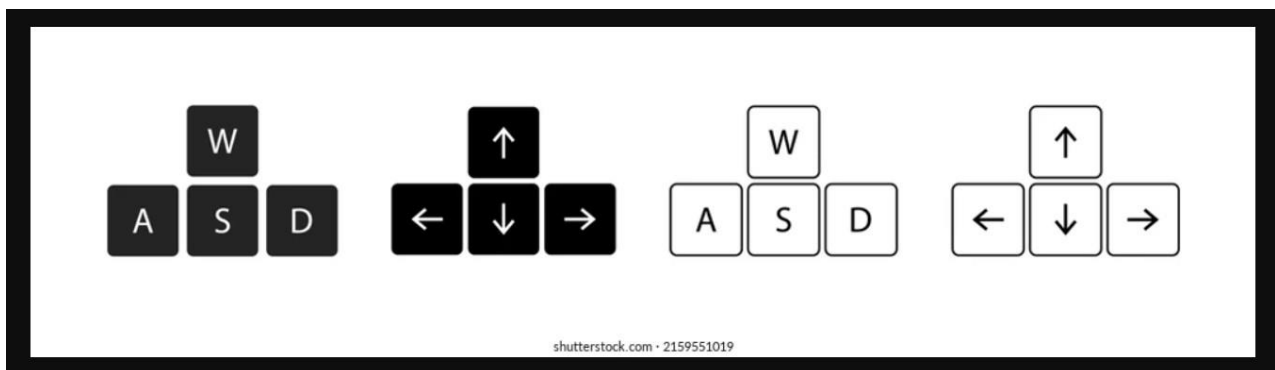 W ↑ W ↑
A S D ← ↓ → A S D ← ↓ →
shutterstock.com · 2159551019